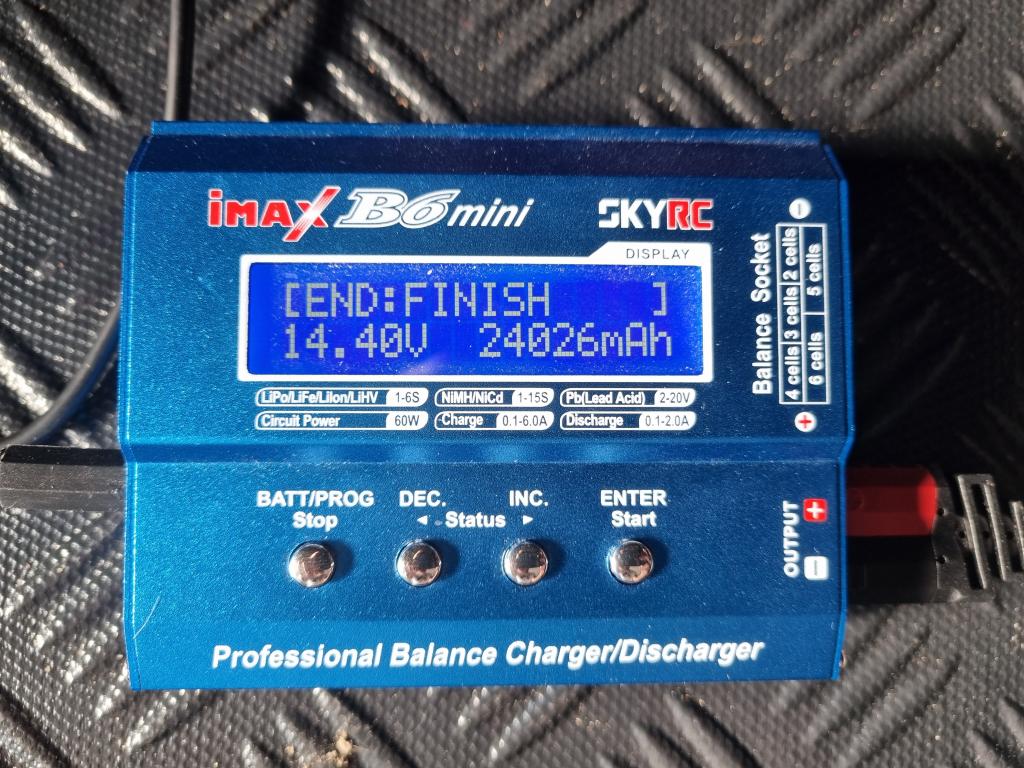 iMAX B6 mini SKYRC
DISPLAY
[END:FINISH ]
14.40V 24026mAh
LiPo/LiFe/LiIon/LiHV 1-6S NiMH/NiCd 1-15S Pb(Lead Acid) 2-20V
Circuit Power 60W Charge 0.1-6.0A Discharge 0.1-2.0A
Balance Socket
4 cells 3 cells 2 cells
6 cells 5 cells
BATT/PROG DEC. INC. ENTER
Stop ◄ Status ► Start
OUTPUT
Professional Balance Charger/Discharger